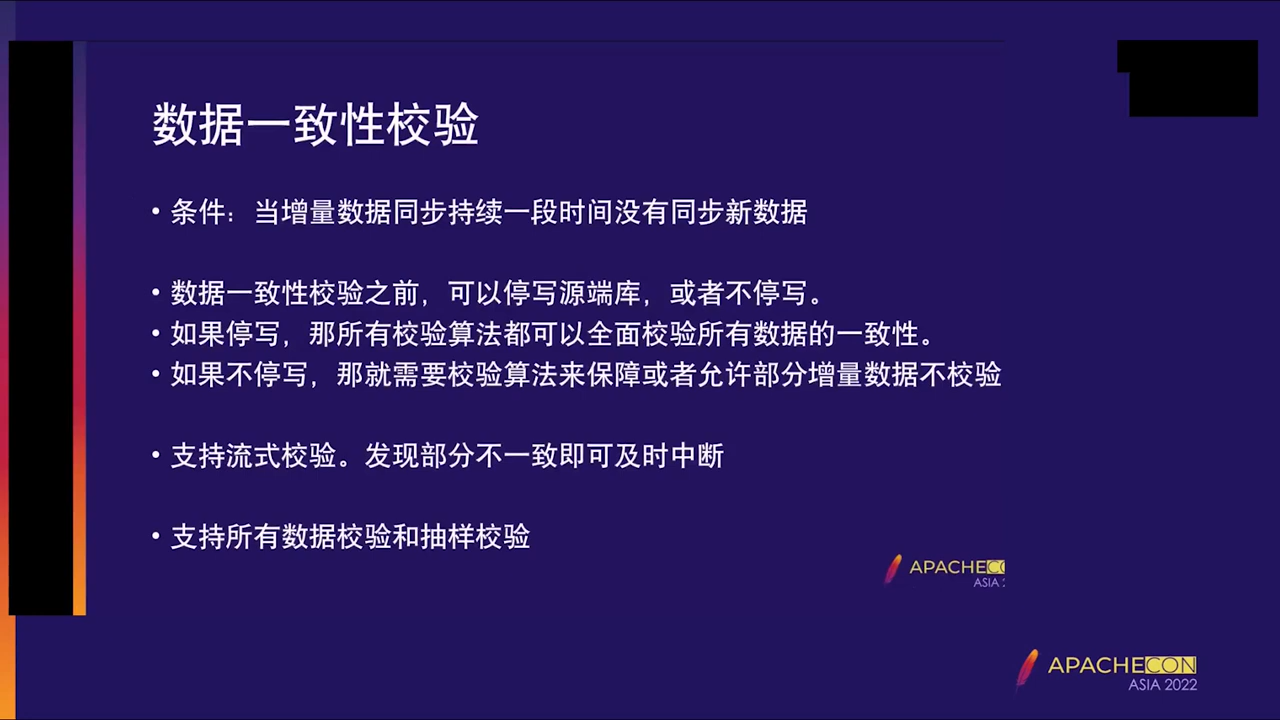 数据一致性校验
• 条件：当增量数据同步持续一段时间没有同步新数据
• 数据一致性校验之前，可以停写源端库，或者不停写。
• 如果停写，那所有校验算法都可以全面校验所有数据的一致性。
• 如果不停写，那就需要校验算法来保障或者允许部分增量数据不校验
• 支持流式校验。发现部分不一致即可及时中断
• 支持所有数据校验和抽样校验
APACHECO
ASIA
APACHECON
ASIA 2022